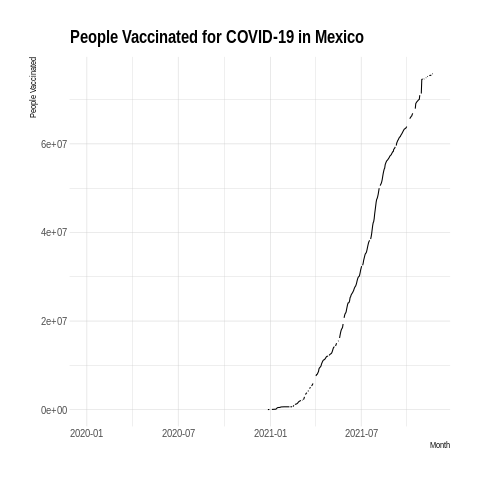 People Vaccinated for COVID-19 in Mexico
People Vaccinated
6e+07
4e+07
2e+07
0e+00
2020-01 2020-07 2021-01 2021-07
Month